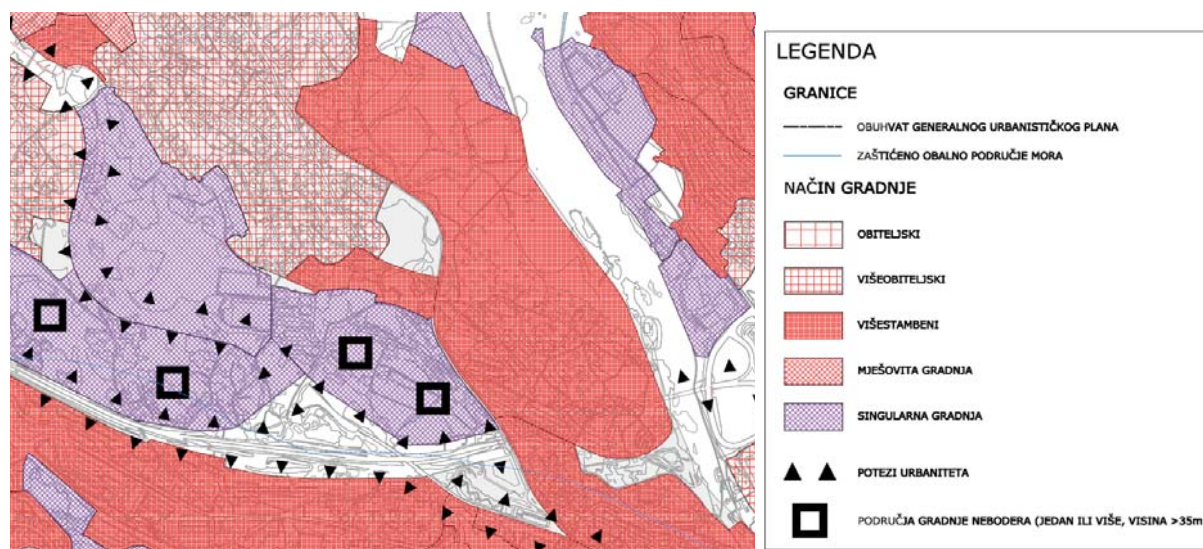 LEGENDA
GRANICE
OBUHVAT GENERALNOG URBANISTIČKOG PLANA
ZAŠTIĆENO OBALNO PODRUČJE MORA
NAČIN GRADNJE
OBITELJSKI
VIŠEOBITELJSKI
VIŠESTAMBENI
MJEŠOVITA GRADNJA
SINGULARNA GRADNJA
POTEZI URBANITETA
PODRUČJA GRADNJE NEBODERA (JEDAN ILI VIŠE, VISINA >35m